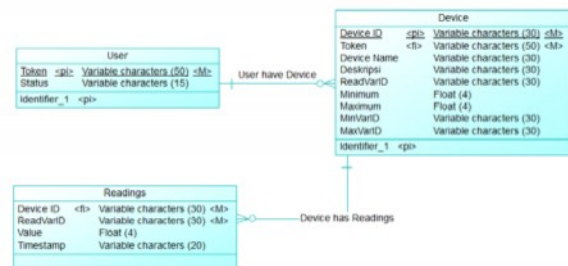 User
Token <pi> Variable characters (50) <M>
Status Variable characters (15)
Identifier_1 <pi>
User have Device
Device
Device ID <pi> Variable characters (30) <M>
Token <fi> Variable characters (50) <M>
Device Name Variable characters (30)
Deskripsi Variable characters (30)
ReadVarID Variable characters (30)
Minimum Float (4)
Maximum Float (4)
MinVarID Variable characters (30)
MaxVarID Variable characters (30)
Identifier_1 <pi>
Readings
Device ID <fi> Variable characters (30) <M>
ReadVarID Variable characters (30) <M>
Value Float (4)
Timestamp Variable characters (20)
Device has Readings